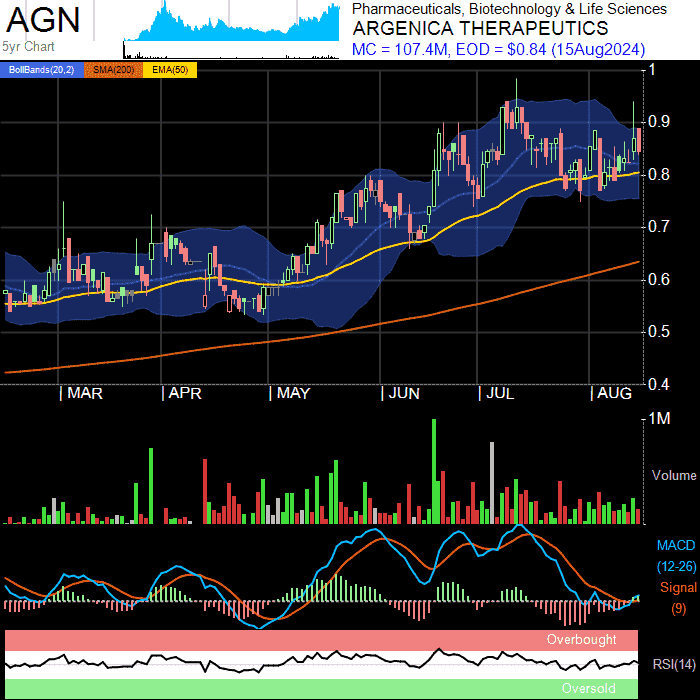 AGN
5yr Chart
Pharmaceuticals, Biotechnology & Life Sciences
ARGENICA THERAPEUTICS
MC = 107.4M, EOD = $0.84 (15Aug2024)
BollBands(20,2) SMA(200) EMA(50)
1
0.9
0.8
0.7
0.6
0.5
0.4
MAR APR MAY JUN JUL AUG
1M
Volume
MACD
(12-26)
Signal
(9)
Overbought
RSI(14)
Oversold